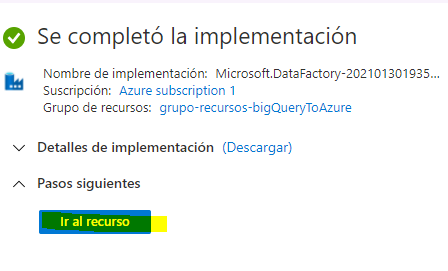 Se completó la implementación
Nombre de implementación: Microsoft.DataFactory-202101301935...
Suscripción: Azure subscription 1
Grupo de recursos: grupo-recursos-bigQueryToAzure
Detalles de implementación (Descargar)
Pasos siguientes
Ir al recurso